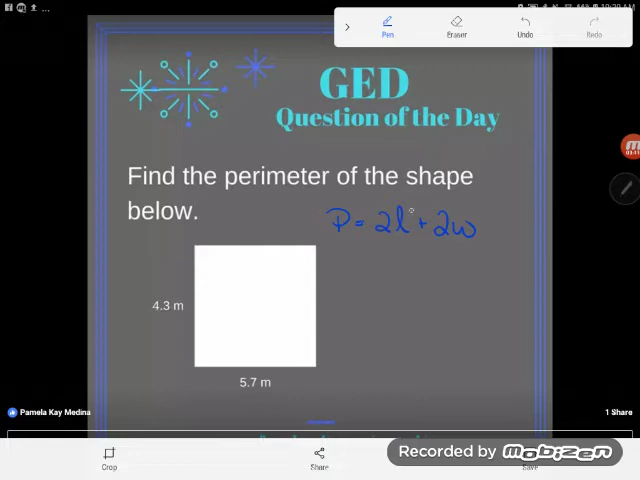 Pen
Eraser
Undo
Redo
GED
Question of the Day
Find the perimeter of the shape
below.
P = 2l + 2w
4.3 m
5.7 m
Pamela Kay Medina
1 Share
Recorded by MOBIZEN
Crop
Share
Save